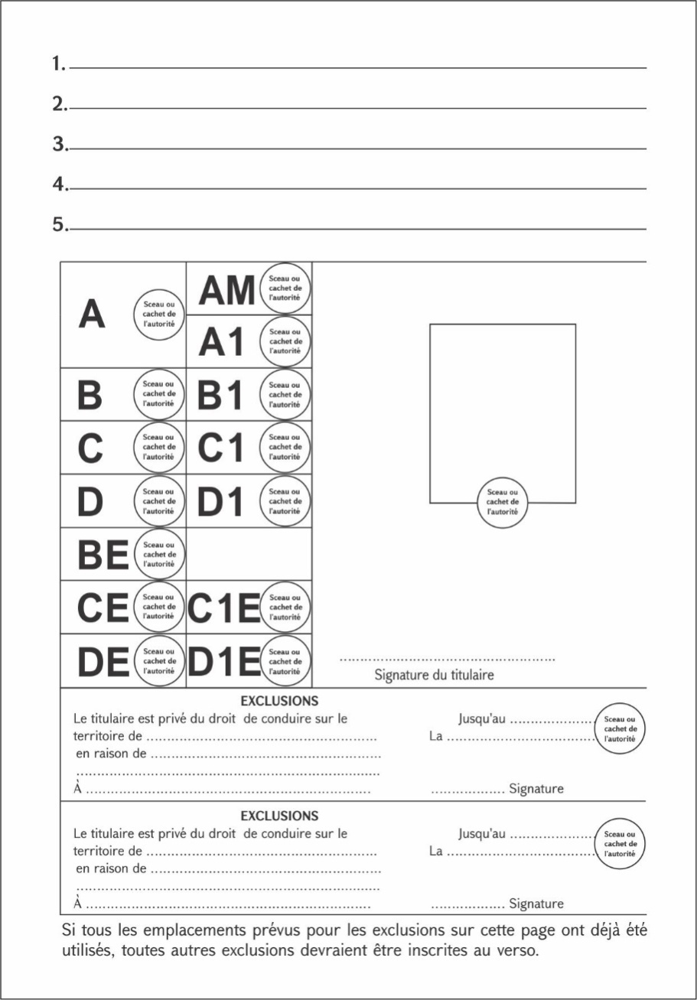 1.
2.
3.
4.
5.
A
Sceau ou
cachet de
l'autorité
AM
Sceau ou
cachet de
l'autorité
A1
Sceau ou
cachet de
l'autorité
B
Sceau ou
cachet de
l'autorité
B1
Sceau ou
cachet de
l'autorité
C
Sceau ou
cachet de
l'autorité
C1
Sceau ou
cachet de
l'autorité
D
Sceau ou
cachet de
l'autorité
D1
Sceau ou
cachet de
l'autorité
BE
Sceau ou
cachet de
l'autorité
CE
Sceau ou
cachet de
l'autorité
C1E
Sceau ou
cachet de
l'autorité
DE
Sceau ou
cachet de
l'autorité
D1E
Sceau ou
cachet de
l'autorité
Sceau ou
cachet de
l'autorité
Signature du titulaire
EXCLUSIONS
Le titulaire est privé du droit de conduire sur le
territoire de ........................................................
en raison de ........................................................
..........................................................................
À .....................................................................
Jusqu'au .....................
La .....................................
Sceau ou
cachet de
l'autorité
.................. Signature
EXCLUSIONS
Le titulaire est privé du droit de conduire sur le
territoire de ........................................................
en raison de ........................................................
..........................................................................
À .....................................................................
Jusqu'au .....................
La .....................................
Sceau ou
cachet de
l'autorité
.................. Signature
Si tous les emplacements prévus pour les exclusions sur cette page ont déjà été
utilisés, toutes autres exclusions devraient être inscrites au verso.